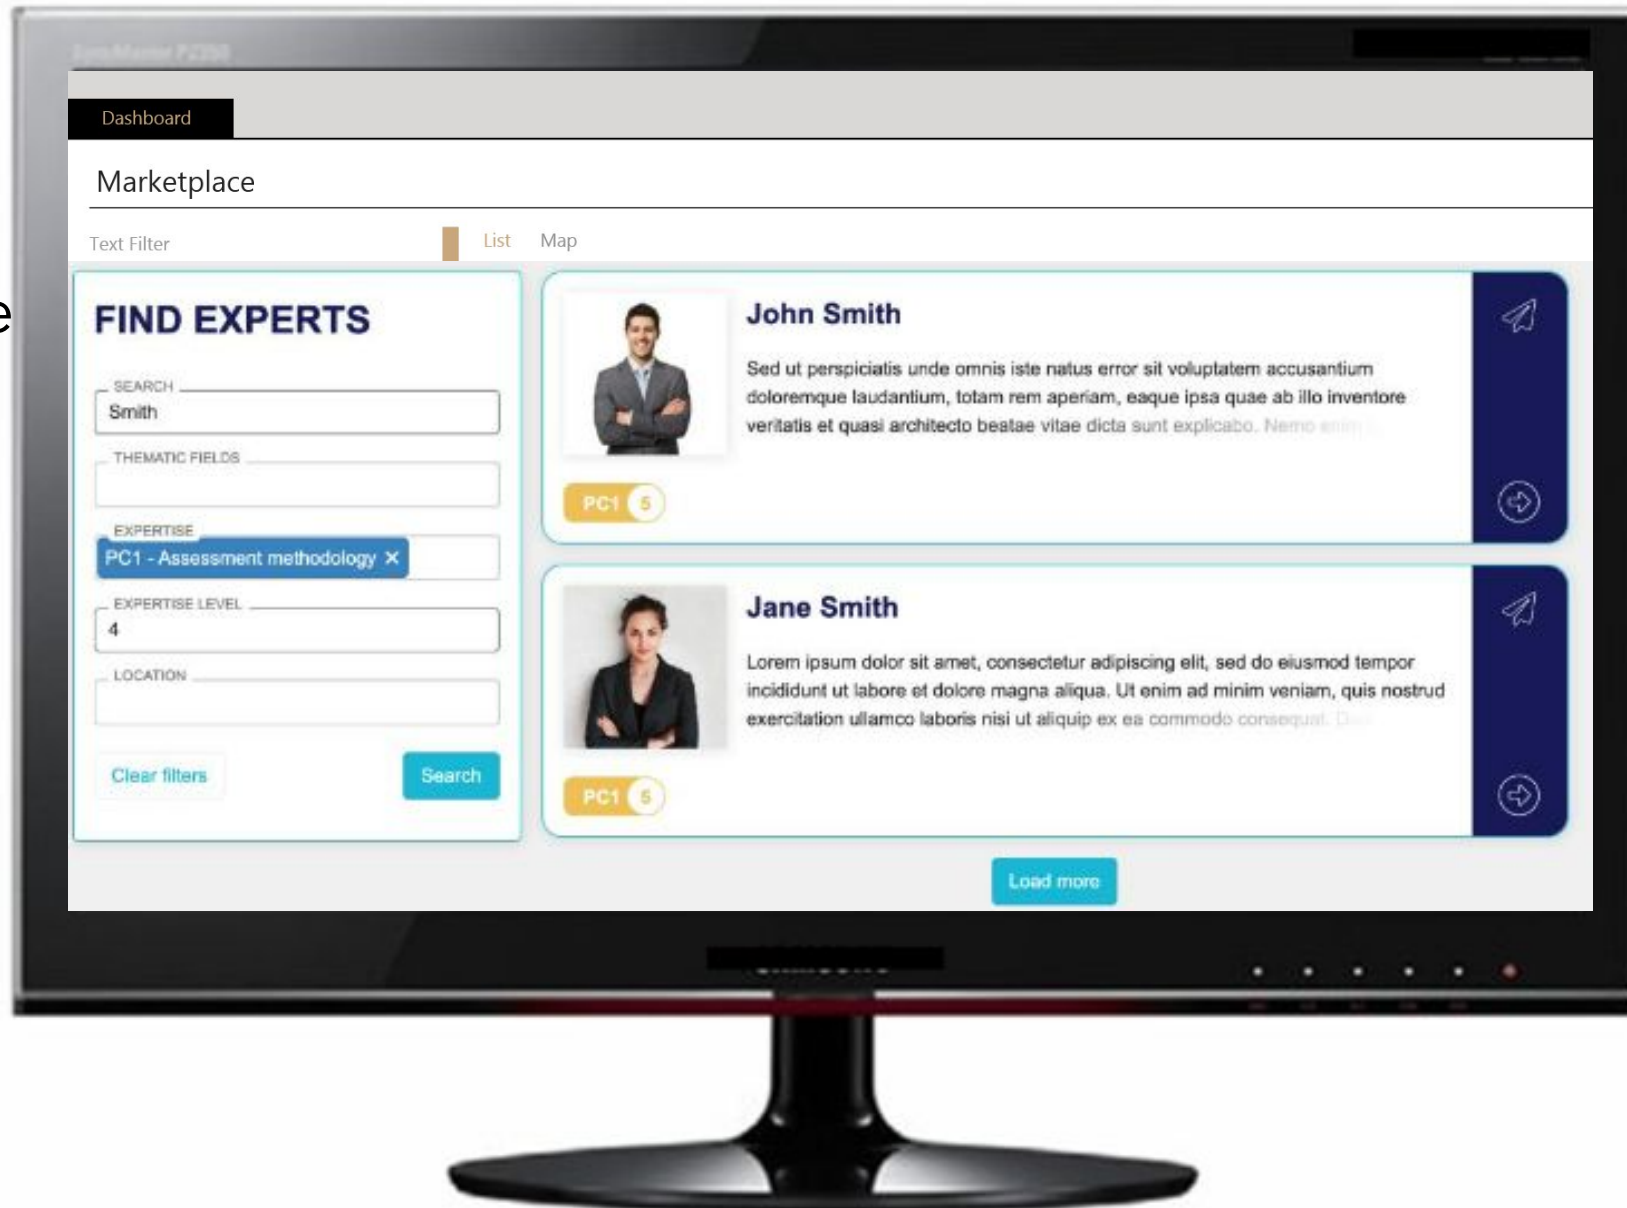 SyncMaster P2350
Dashboard
Marketplace
Text Filter
List Map
e
FIND EXPERTS
SEARCH
Smith
THEMATIC FIELDS
EXPERTISE
PC1 - Assessment methodology ×
EXPERTISE LEVEL
4
LOCATION
Clear filters
Search
John Smith
Sed ut perspiciatis unde omnis iste natus error sit voluptatem accusantium
doloremque laudantium, totam rem aperiam, eaque ipsa quae ab illo inventore
veritatis et quasi architecto beatae vitae dicta sunt explicabo. Nemo enim
PC1 5
Jane Smith
Lorem ipsum dolor sit amet, consectetur adipiscing elit, sed do eiusmod tempor
incididunt ut labore et dolore magna aliqua. Ut enim ad minim veniam, quis nostrud
exercitation ullamco laboris nisi ut aliquip ex ea commodo consequat.
PC1 5
Load more